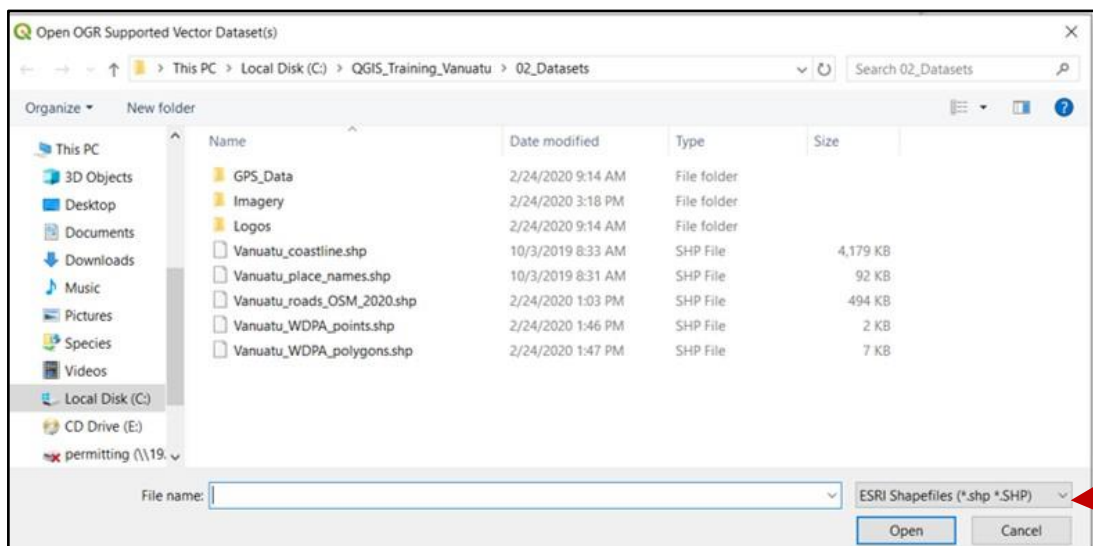 Open OGR Supported Vector Dataset(s)
> This PC > Local Disk (C:) > QGIS_Training_Vanuatu > 02_Datasets
Search 02_Datasets
Organize New folder
Name Date modified Type Size
This PC
3D Objects
Desktop
Documents
Downloads
Music
Pictures
Species
Videos
Local Disk (C:)
CD Drive (E:)
permitting (\\19.
GPS_Data 2/24/2020 9:14 AM File folder
Imagery 2/24/2020 3:18 PM File folder
Logos 2/24/2020 9:14 AM File folder
Vanuatu_coastline.shp 10/3/2019 8:33 AM SHP File 4,179 KB
Vanuatu_place_names.shp 10/3/2019 8:31 AM SHP File 92 KB
Vanuatu_roads_OSM_2020.shp 2/24/2020 1:03 PM SHP File 494 KB
Vanuatu_WDPA_points.shp 2/24/2020 1:46 PM SHP File 2 KB
Vanuatu_WDPA_polygons.shp 2/24/2020 1:47 PM SHP File 7 KB
File name:
ESRI Shapefiles (*.shp *.SHP)
Open Cancel